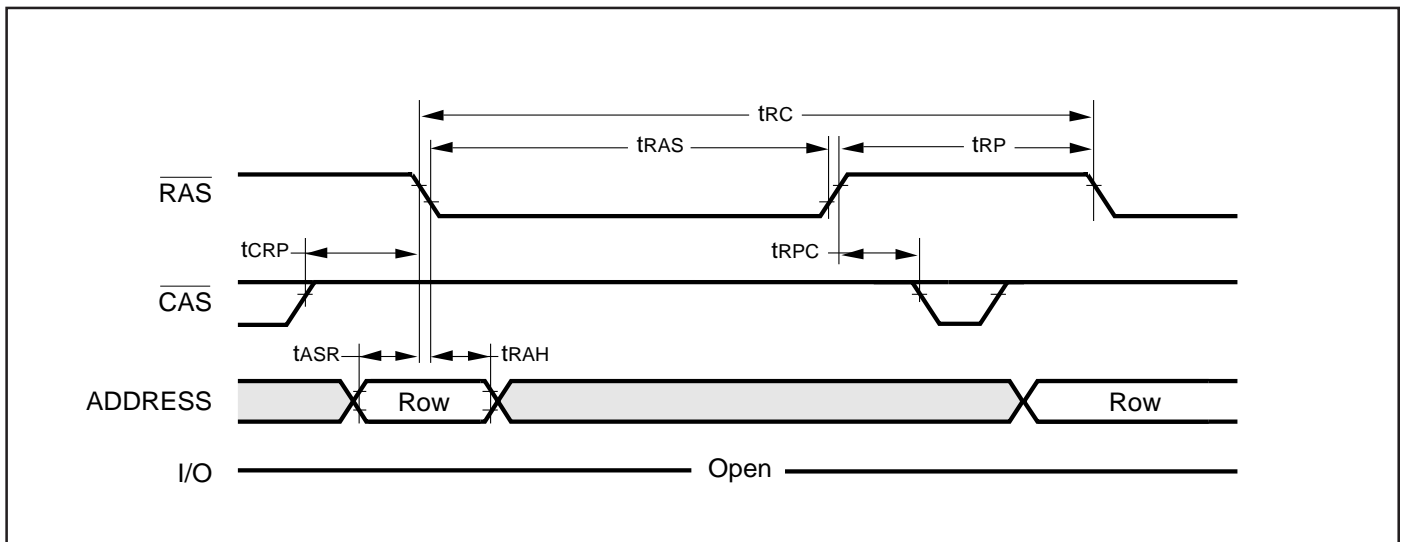 tRC
tRAS
tRP
RAS
tCRP
tRPC
CAS
tASR
tRAH
ADDRESS
Row
Row
I/O
Open